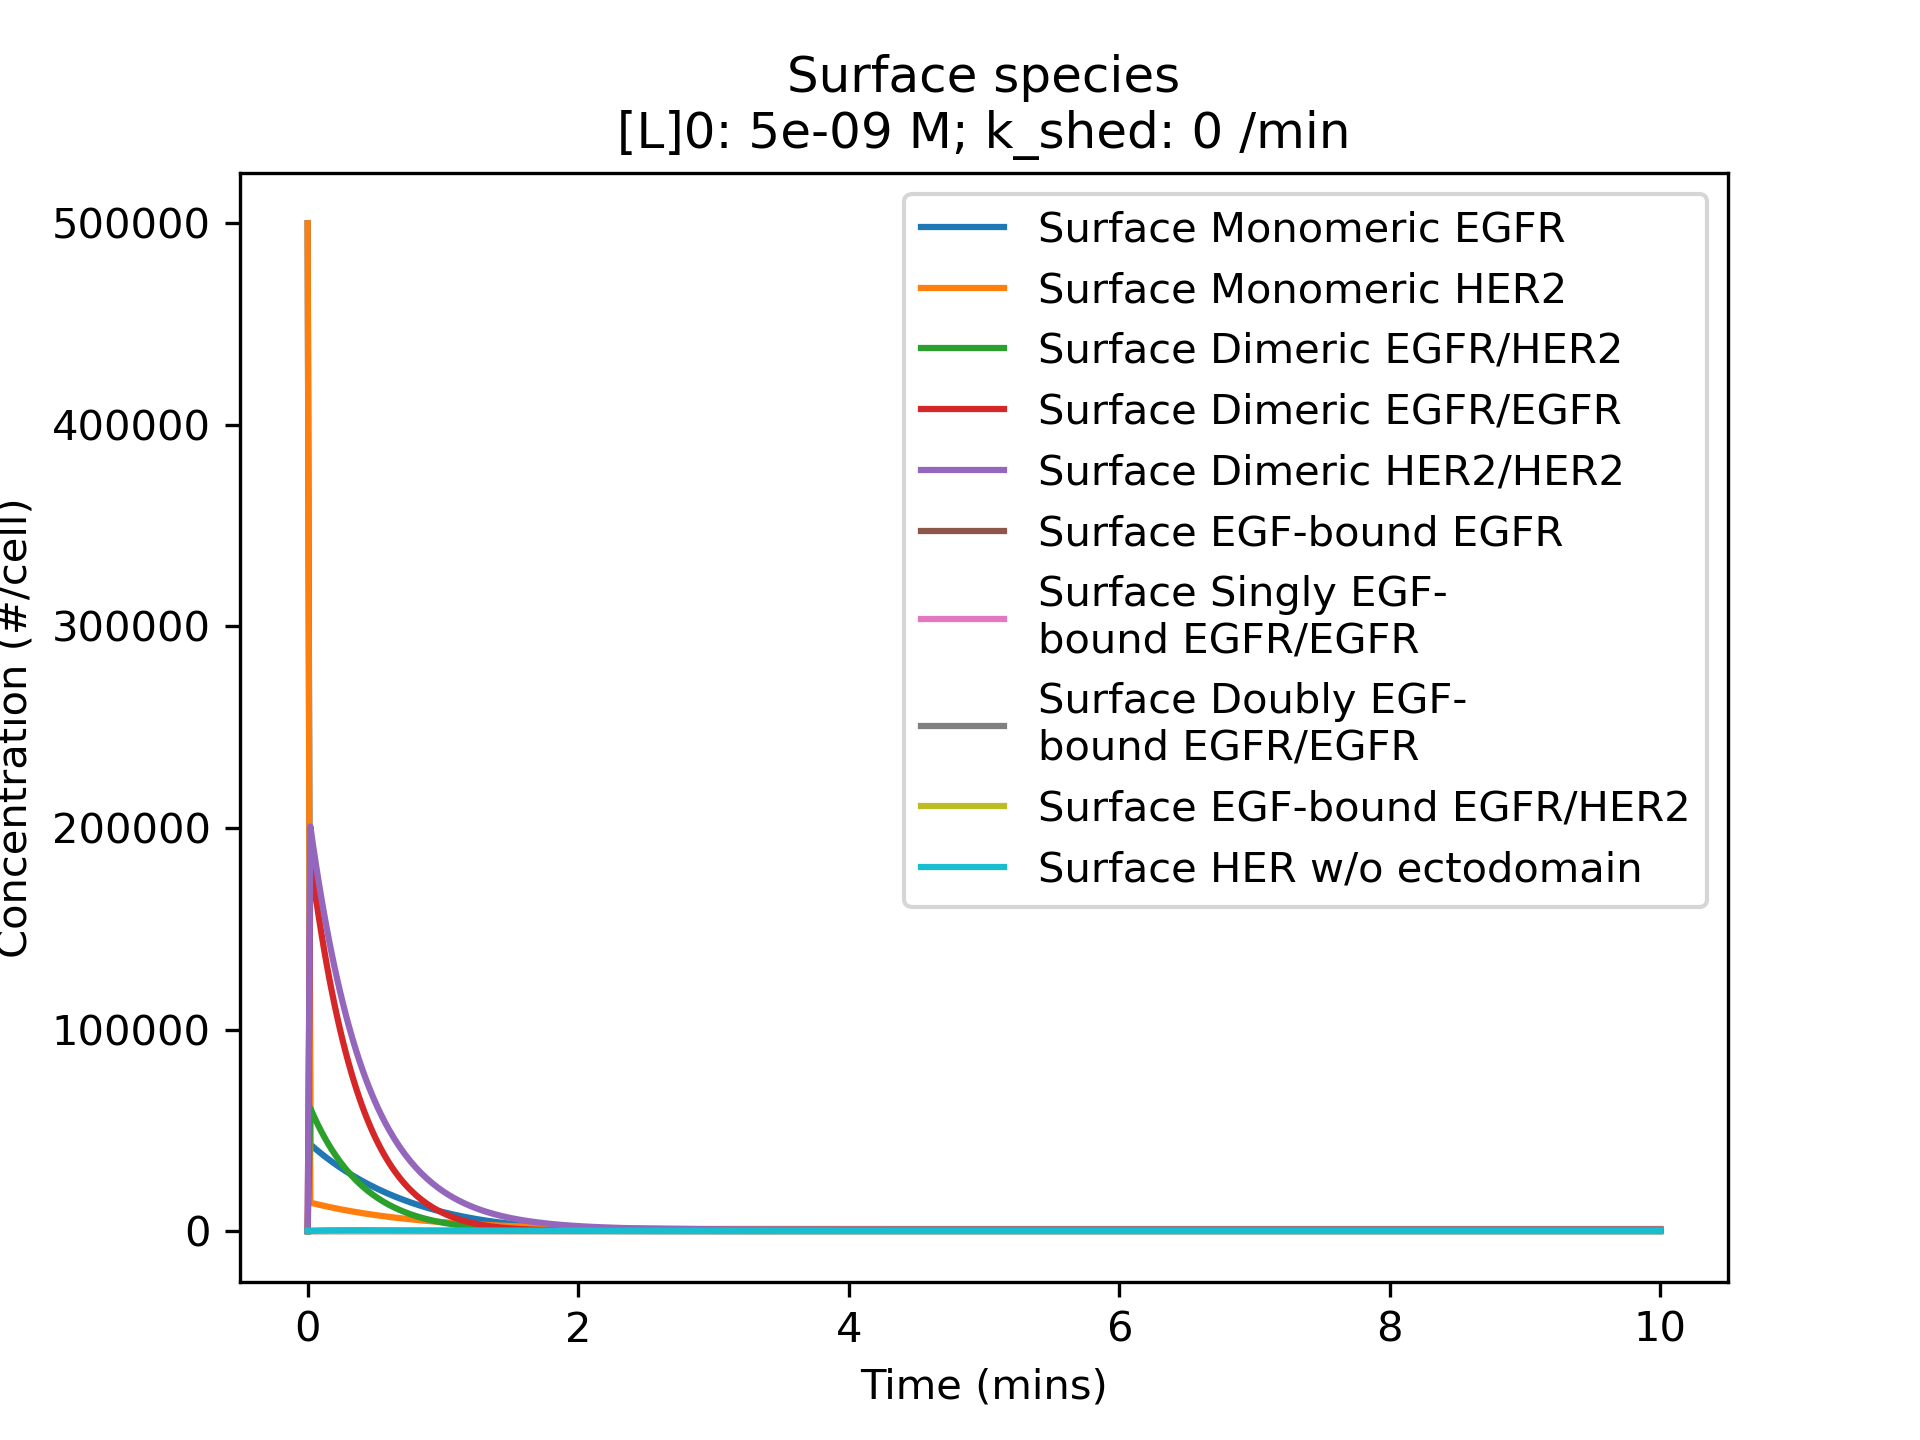 Surface species
[L]0: 5e-09 M; k_shed: 0 /min
Concentration (#/cell)
500000
400000
300000
200000
100000
0
Surface Monomeric EGFR
Surface Monomeric HER2
Surface Dimeric EGFR/HER2
Surface Dimeric EGFR/EGFR
Surface Dimeric HER2/HER2
Surface EGF-bound EGFR
Surface Singly EGF-
bound EGFR/EGFR
Surface Doubly EGF-
bound EGFR/EGFR
Surface EGF-bound EGFR/HER2
Surface HER w/o ectodomain
0 2 4 6 8 10
Time (mins)